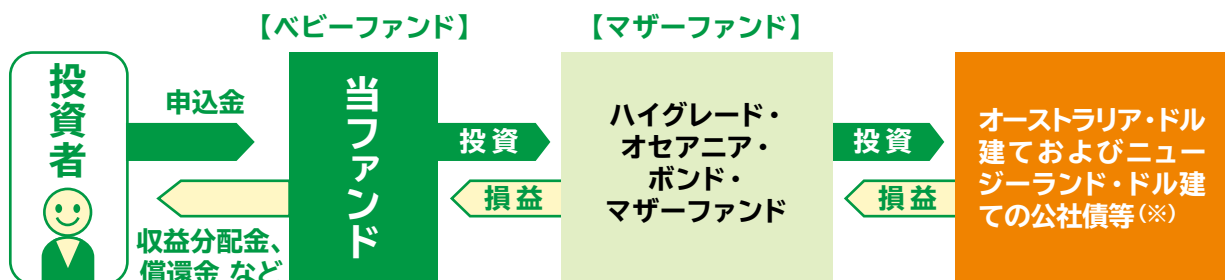 【ベビーファンド】
【マザーファンド】
投資者
申込金
収益分配金、
償還金 など
当ファンド
投資
損益
ハイグレード・
オセアニア・
ボンド・
マザーファンド
投資
損益
オーストラリア・ドル
建ておよびニュー
ジーランド・ドル建
ての公社債等(※)